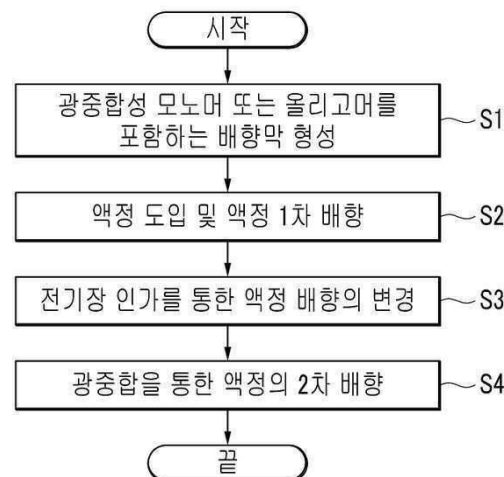 시작
광중합성 모노머 또는 올리고머를
포함하는 배향막 형성
S1
액정 도입 및 액정 1차 배향
S2
전기장 인가를 통한 액정 배향의 변경
S3
광중합을 통한 액정의 2차 배향
S4
끝